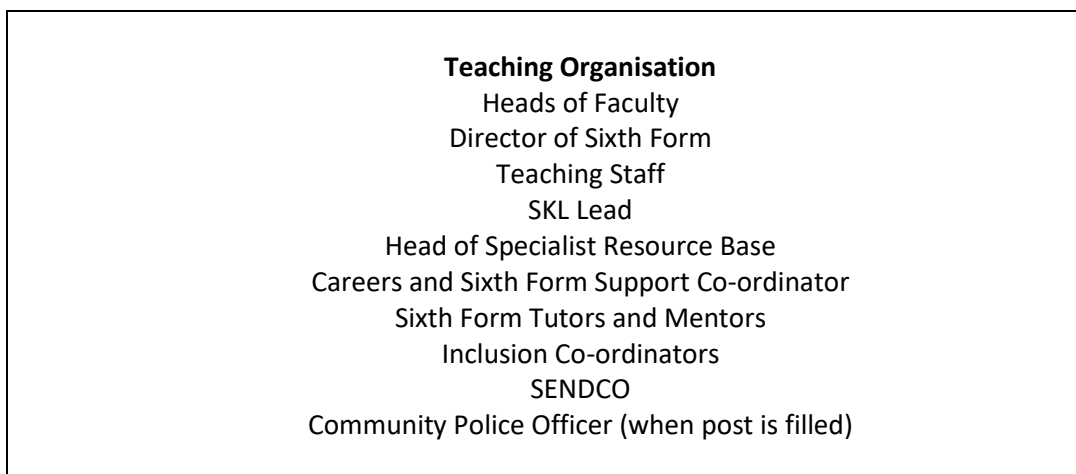 Teaching Organisation
Heads of Faculty
Director of Sixth Form
Teaching Staff
SKL Lead
Head of Specialist Resource Base
Careers and Sixth Form Support Co-ordinator
Sixth Form Tutors and Mentors
Inclusion Co-ordinators
SENDCO
Community Police Officer (when post is filled)